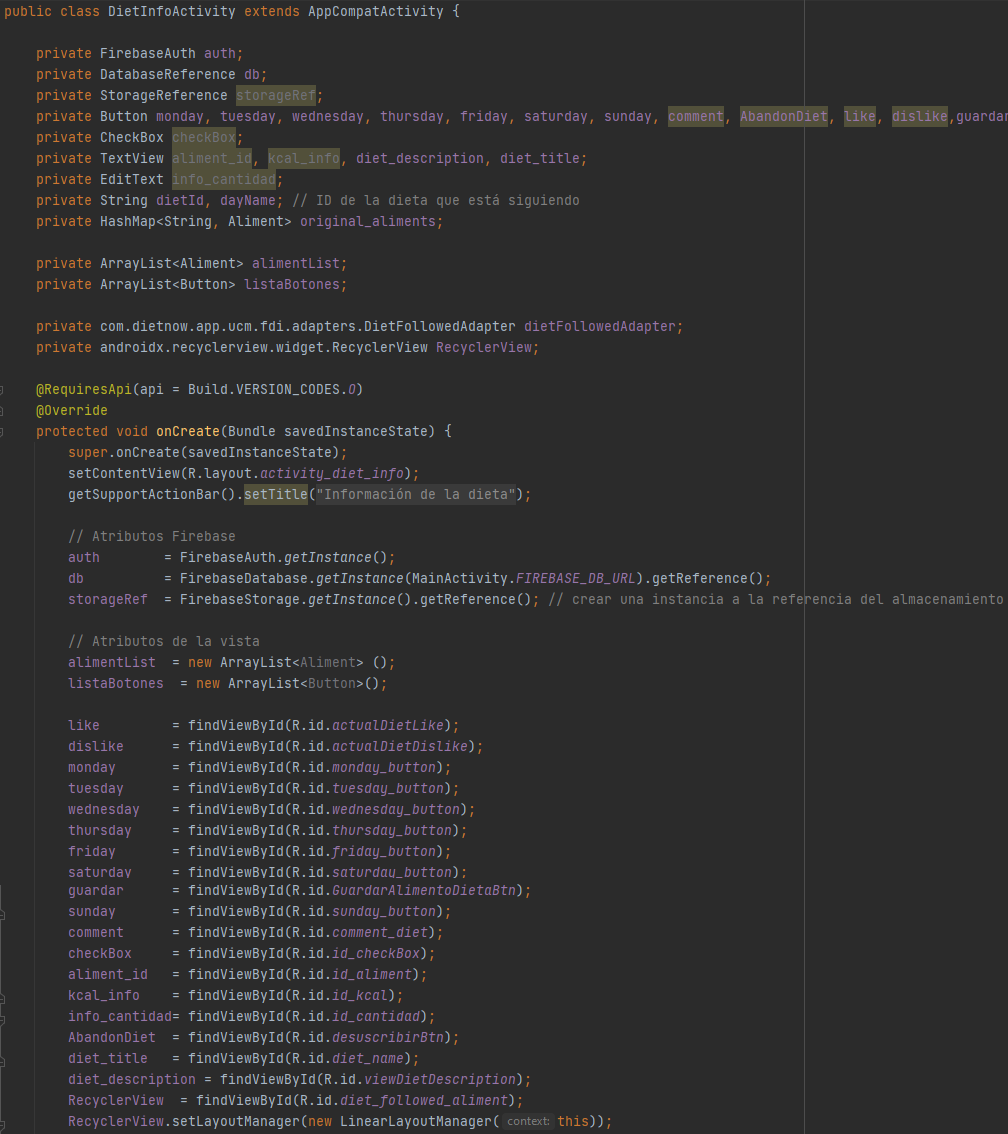 public class DietInfoActivity extends AppCompatActivity {
private FirebaseAuth auth;
private DatabaseReference db;
private StorageReference storageRef;
private Button monday, tuesday, wednesday, thursday, friday, saturday, sunday, comment, AbandonDiet, like, dislike,guardar
private CheckBox checkBox;
private TextView aliment_id, kcal_info, diet_description, diet_title;
private EditText info_cantidad;
private String dietId, dayName; // ID de la dieta que está siguiendo
private HashMap<String, Aliment> original_aliments;
private ArrayList<Aliment> alimentList;
private ArrayList<Button> listaBotones;
private com.dietnow.app.ucm.fdi.adapters.DietFollowedAdapter dietFollowedAdapter;
private androidx.recyclerview.widget.RecyclerView RecyclerView;
@RequiresApi(api = Build.VERSION_CODES.O)
@Override
protected void onCreate(Bundle savedInstanceState) {
super.onCreate(savedInstanceState);
setContentView(R.layout.activity_diet_info);
getSupportActionBar().setTitle("Información de la dieta");
// Atributos Firebase
auth        = FirebaseAuth.getInstance();
db          = FirebaseDatabase.getInstance(MainActivity.FIREBASE_DB_URL).getReference();
storageRef  = FirebaseStorage.getInstance().getReference(); // crear una instancia a la referencia del almacenamiento
// Atributos de la vista
alimentList  = new ArrayList<Aliment> ();
listaBotones  = new ArrayList<Button>();
like         = findViewById(R.id.actualDietLike);
dislike      = findViewById(R.id.actualDietDislike);
monday       = findViewById(R.id.monday_button);
tuesday      = findViewById(R.id.tuesday_button);
wednesday    = findViewById(R.id.wednesday_button);
thursday     = findViewById(R.id.thursday_button);
friday       = findViewById(R.id.friday_button);
saturday     = findViewById(R.id.saturday_button);
guardar      = findViewById(R.id.GuardarAlimentoDietaBtn);
sunday       = findViewById(R.id.sunday_button);
comment      = findViewById(R.id.comment_diet);
checkBox     = findViewById(R.id.id_checkBox);
aliment_id   = findViewById(R.id.id_aliment);
kcal_info    = findViewById(R.id.id_kcal);
info_cantidad= findViewById(R.id.id_cantidad);
AbandonDiet  = findViewById(R.id.desuscribirBtn);
diet_title   = findViewById(R.id.diet_name);
diet_description = findViewById(R.id.viewDietDescription);
RecyclerView  = findViewById(R.id.diet_followed_aliment);
RecyclerView.setLayoutManager(new LinearLayoutManager( context: this));